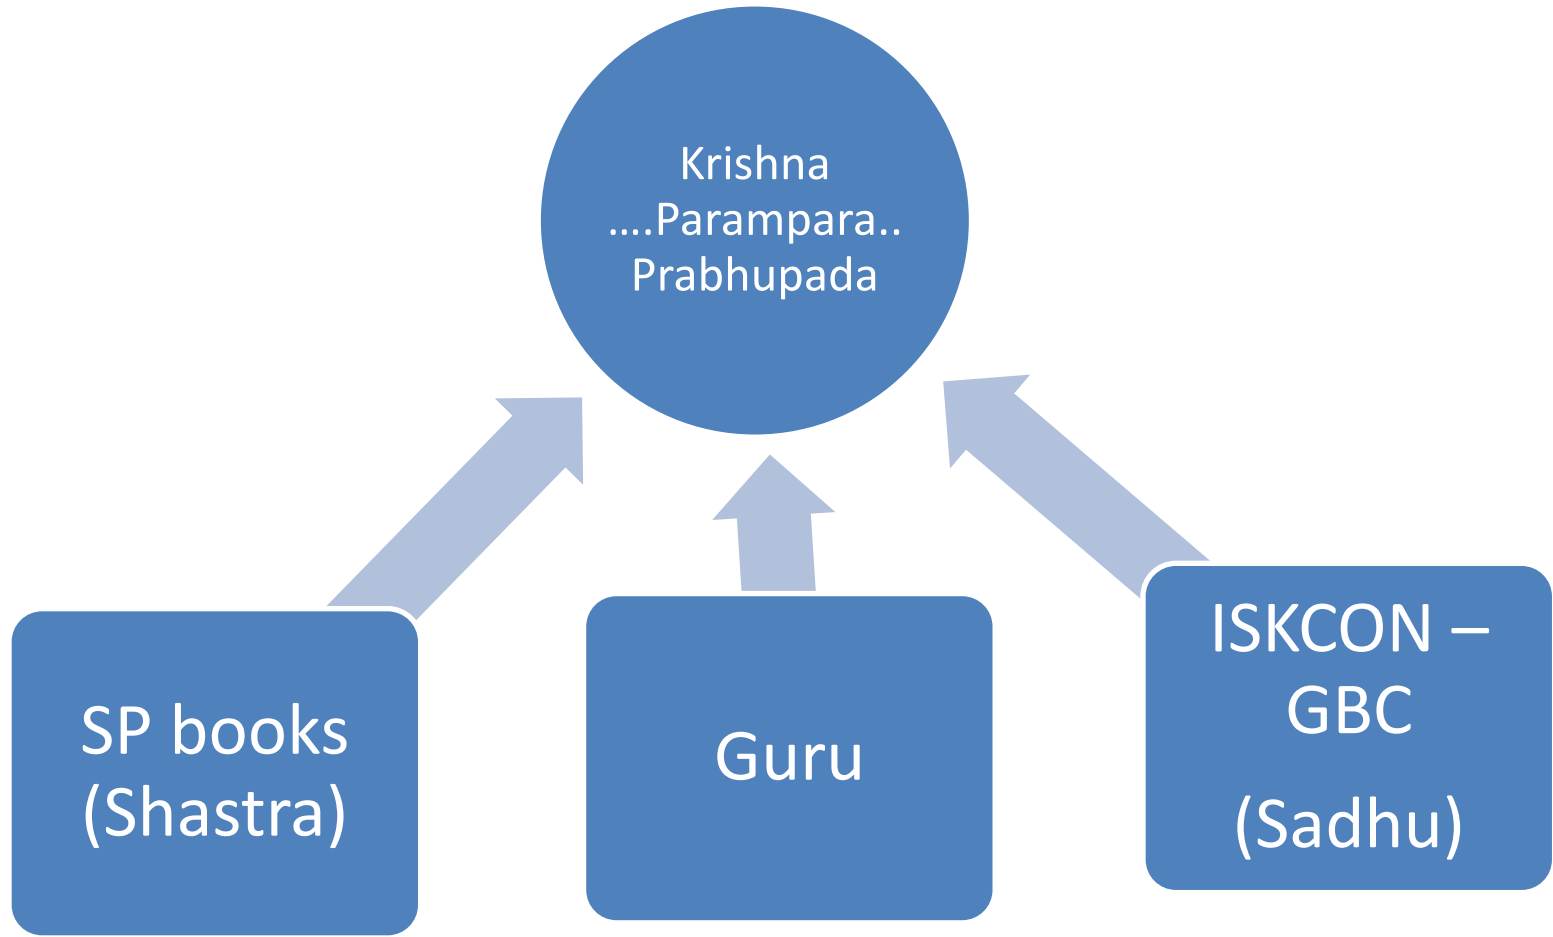 Krishna
....Parampara..
Prabhupada
SP books
(Shastra)
Guru
ISKCON –
GBC
(Sadhu)